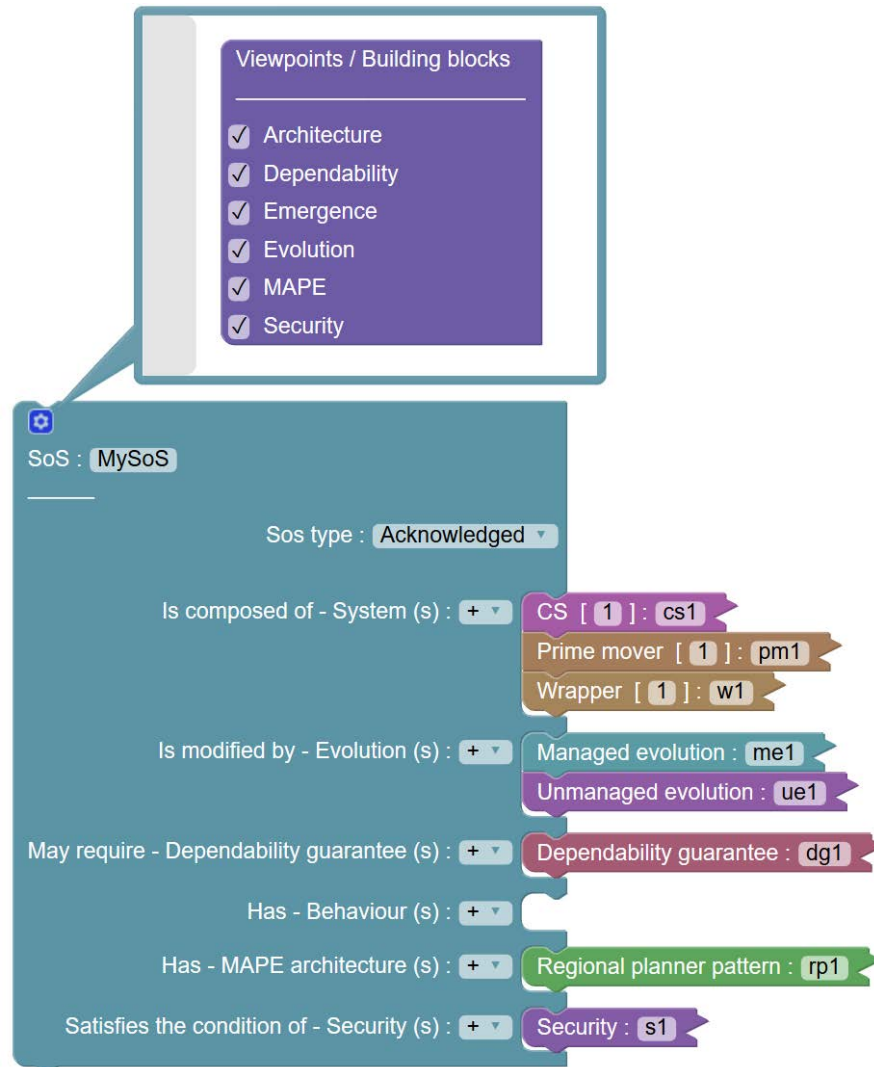 Viewpoints / Building blocks
Architecture
Dependability
Emergence
Evolution
MAPE
Security
SoS : MySoS
Sos type : Acknowledged
Is composed of - System (s) : + CS [ 1 ] : cs1
Prime mover [ 1 ] : pm1
Wrapper [ 1 ] : w1
Is modified by - Evolution (s) : + Managed evolution : me1
Unmanaged evolution : ue1
May require - Dependability guarantee (s) : + Dependability guarantee : dg1
Has - Behaviour (s) : +
Has - MAPE architecture (s) : + Regional planner pattern : rp1
Satisfies the condition of - Security (s) : + Security : s1